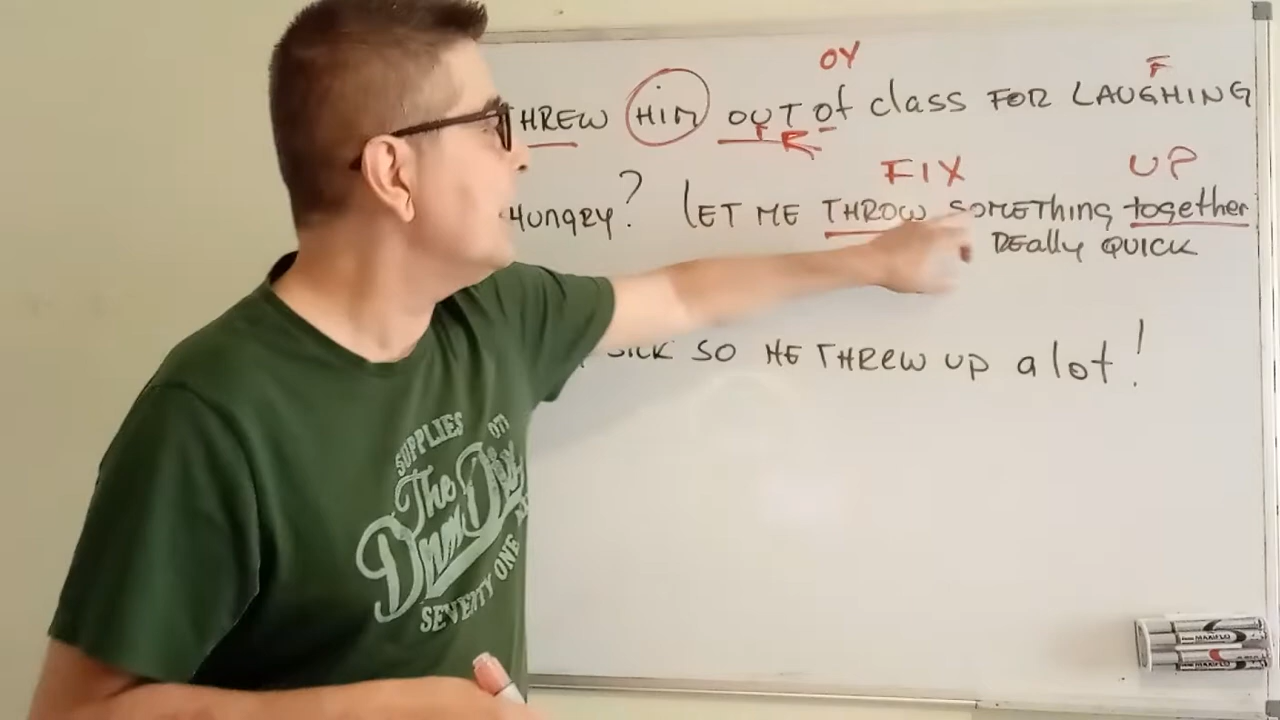 OY F
THREW HIM OUT of class FOR LAUGHING
F R
FIX UP
Hungry? LET ME THROW SOMEThing together
REally QUICK
SICK SO HE THREW UP a lot!
SUPPLIES
The
SEVENTY ONE